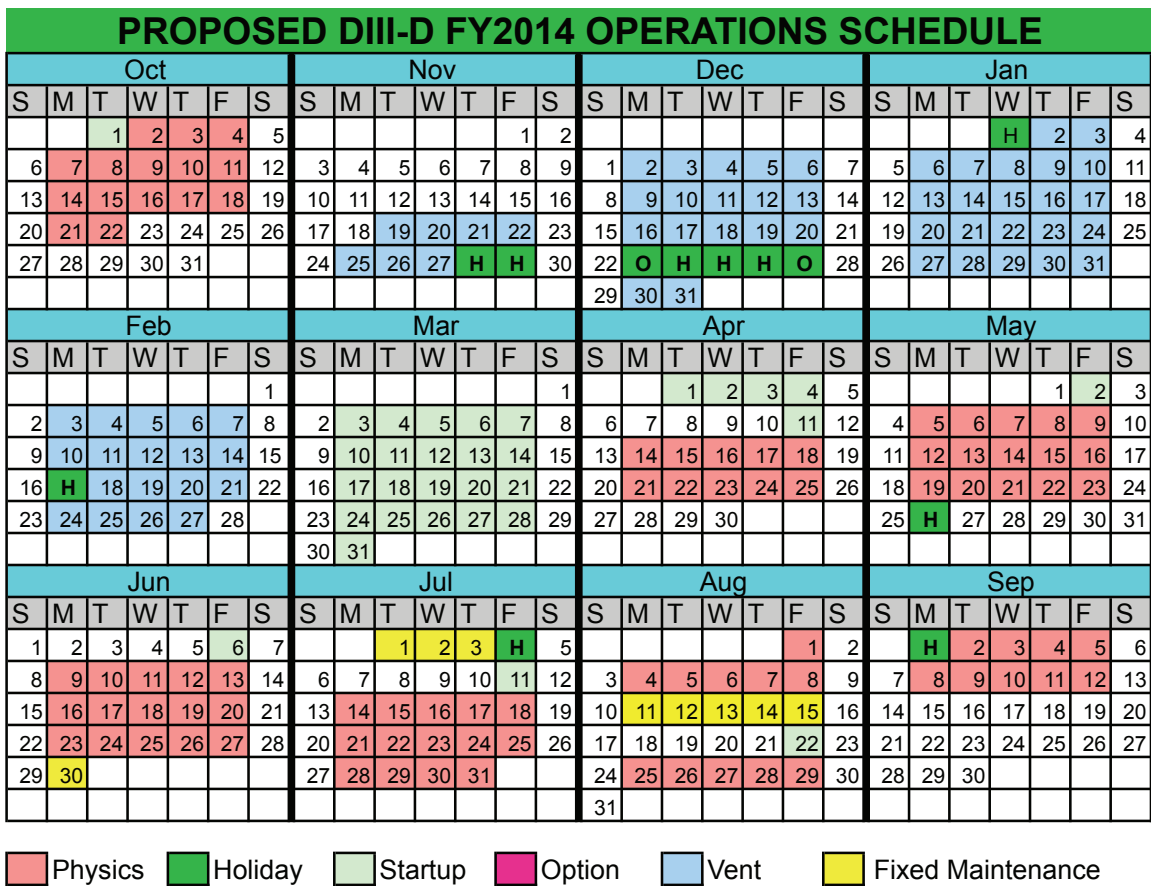 PROPOSED DIII-D FY2014 OPERATIONS SCHEDULE
Oct Nov Dec Jan
S M T W T F S S M T W T F S S M T W T F S S M T W T F S
1 2 3 4 5 1 2 H 2 3 4
6 7 8 9 10 11 12 3 4 5 6 7 8 9 1 2 3 4 5 6 7 5 6 7 8 9 10 11
13 14 15 16 17 18 19 10 11 12 13 14 15 16 8 9 10 11 12 13 14 12 13 14 15 16 17 18
20 21 22 23 24 25 26 17 18 19 20 21 22 23 15 16 17 18 19 20 21 19 20 21 22 23 24 25
27 28 29 30 31 24 25 26 27 H H 30 22 O H H H O 28 26 27 28 29 30 31
29 30 31
Feb Mar Apr May
S M T W T F S S M T W T F S S M T W T F S S M T W T F S
1 1 1 2 3 4 5 1 2 3
2 3 4 5 6 7 8 2 3 4 5 6 7 8 6 7 8 9 10 11 12 4 5 6 7 8 9 10
9 10 11 12 13 14 15 9 10 11 12 13 14 15 13 14 15 16 17 18 19 11 12 13 14 15 16 17
16 H 18 19 20 21 22 16 17 18 19 20 21 22 20 21 22 23 24 25 26 18 19 20 21 22 23 24
23 24 25 26 27 28 23 24 25 26 27 28 29 27 28 29 30 25 H 27 28 29 30 31
30 31
Jun Jul Aug Sep
S M T W T F S S M T W T F S S M T W T F S S M T W T F S
1 2 3 4 5 6 7 1 2 3 H 5 1 2 H 2 3 4 5 6
8 9 10 11 12 13 14 6 7 8 9 10 11 12 3 4 5 6 7 8 9 7 8 9 10 11 12 13
15 16 17 18 19 20 21 13 14 15 16 17 18 19 10 11 12 13 14 15 16 14 15 16 17 18 19 20
22 23 24 25 26 27 28 20 21 22 23 24 25 26 17 18 19 20 21 22 23 21 22 23 24 25 26 27
29 30 27 28 29 30 31 24 25 26 27 28 29 30 28 29 30
31
Physics Holiday Startup Option Vent Fixed Maintenance